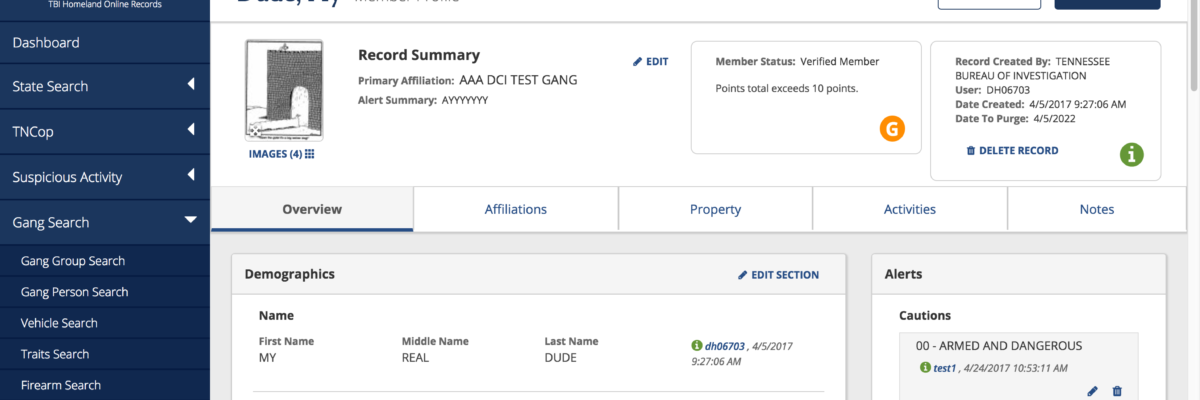 TBI Homeland Online Records
Dashboard
State Search
TNCop
Suspicious Activity
Gang Search
Gang Group Search
Gang Person Search
Vehicle Search
Traits Search
Firearm Search
Record Summary
Primary Affiliation: AAA DCI TEST GANG
Alert Summary: AYYYYYYY
EDIT
IMAGES (4)
Member Status: Verified Member
Points total exceeds 10 points.
G
Record Created By: TENNESSEE
BUREAU OF INVESTIGATION
User: DH06703
Date Created: 4/5/2017 9:27:06 AM
Date To Purge: 4/5/2022
DELETE RECORD
Overview
Affiliations
Property
Activities
Notes
Demographics
EDIT SECTION
Name
First Name
MY
Middle Name
REAL
Last Name
DUDE
dh06703 , 4/5/2017
9:27:06 AM
Alerts
Cautions
00 - ARMED AND DANGEROUS
test1 , 4/24/2017 10:53:11 AM